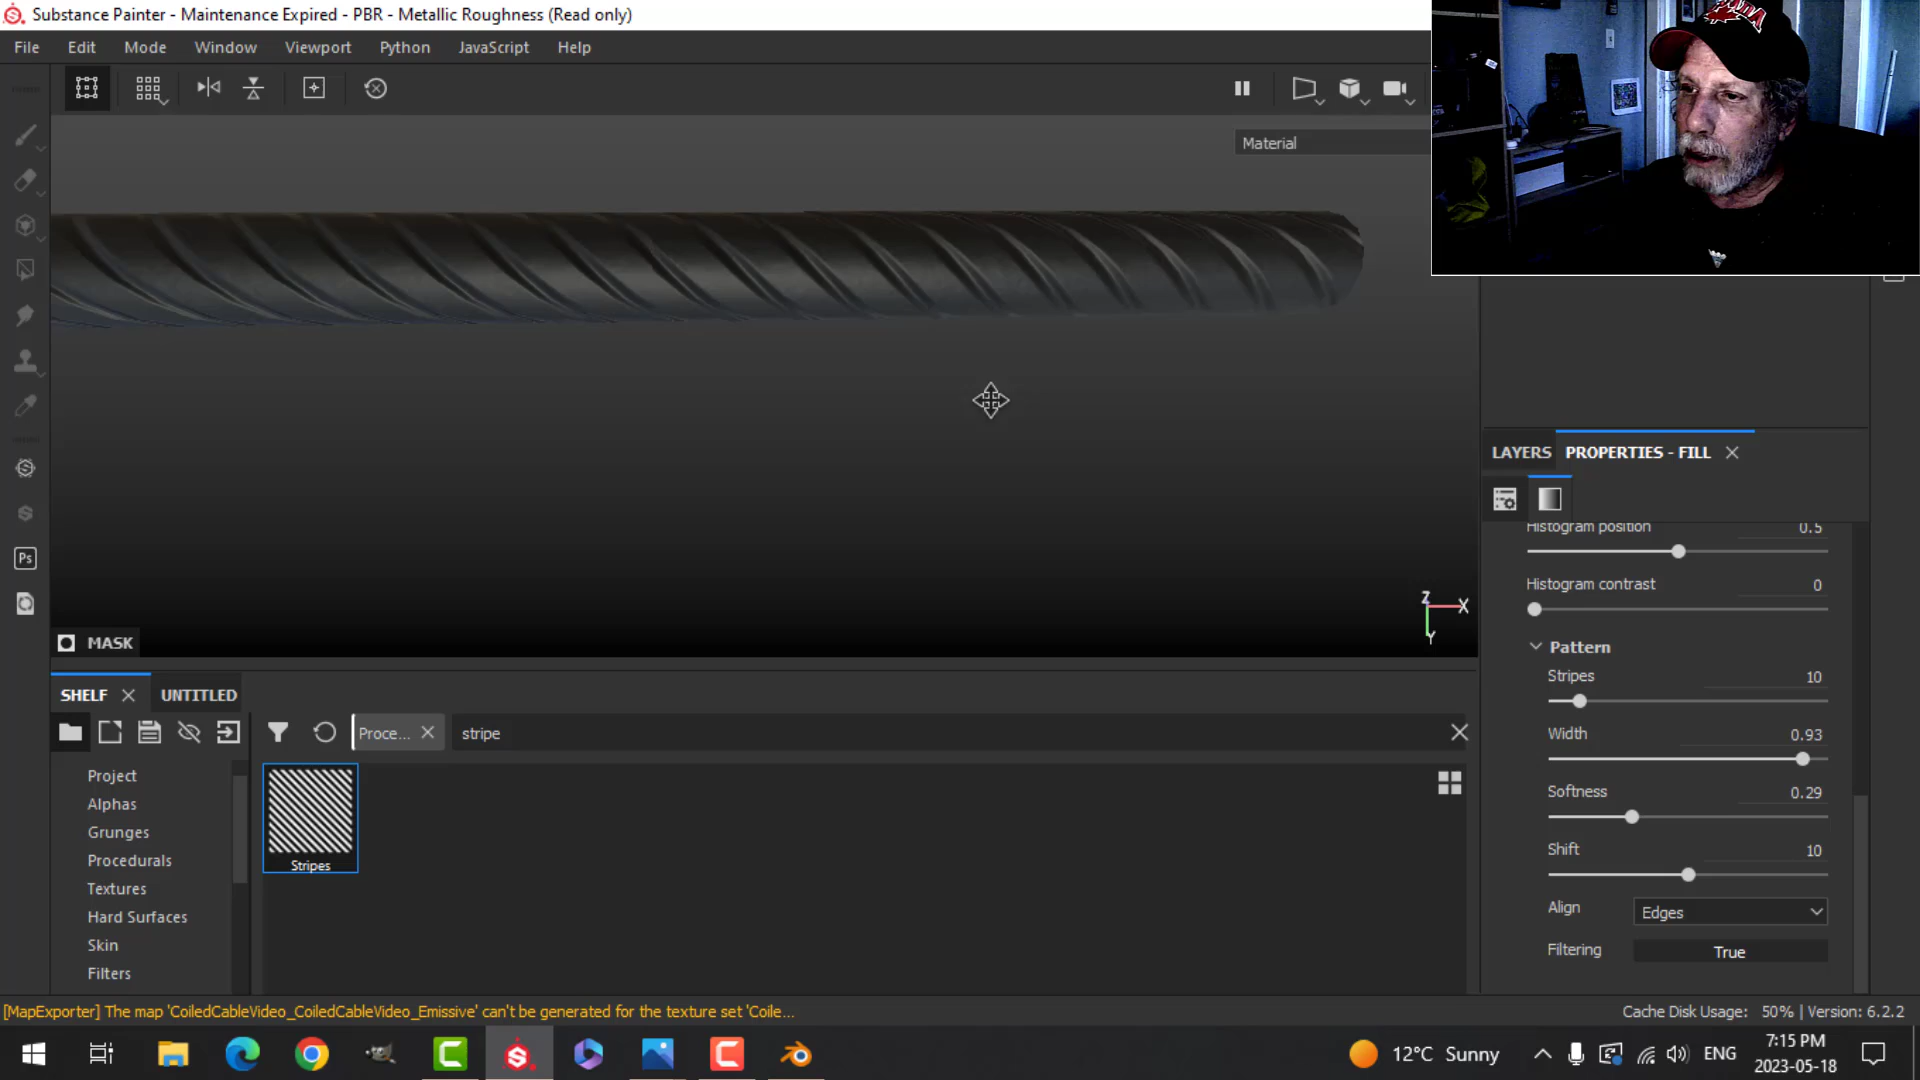 Substance Painter - Maintenance Expired - PBR - Metallic Roughness (Read only)
File Edit Mode Window Viewport Python JavaScript Help
Material
Z
X
Y
MASK
LAYERS PROPERTIES - FILL
Histogram position 0.5
Histogram contrast 0
Pattern
Stripes 10
Width 0.93
Softness 0.29
Shift 10
Align Edges
Filtering True
Ps
SHELF UNTITLED
Proce... stripe
Project
Alphas
Grunges
Procedurals
Textures
Hard Surfaces
Skin
Filters
Stripes
[MapExporter] The map 'CoiledCableVideo_CoiledCableVideo_Emissive' can't be generated for the texture set 'Coile...
Cache Disk Usage: 50% | Version: 6.2.2
12°C Sunny
ENG
7:15 PM
2023-05-18